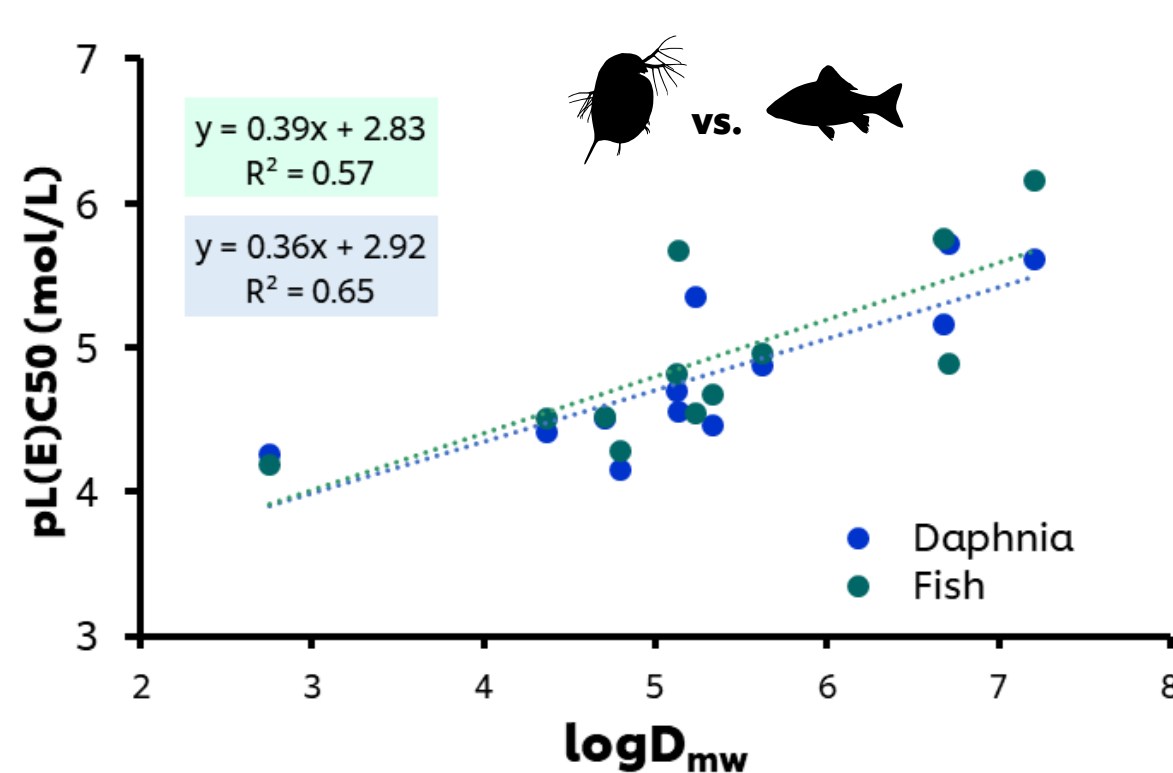 7
6
5
4
3
pL(E)C50 (mol/L)
y = 0.39x + 2.83
R² = 0.57
y = 0.36x + 2.92
R² = 0.65
vs.
Daphnia
Fish
2 3 4 5 6 7 8
logDmw